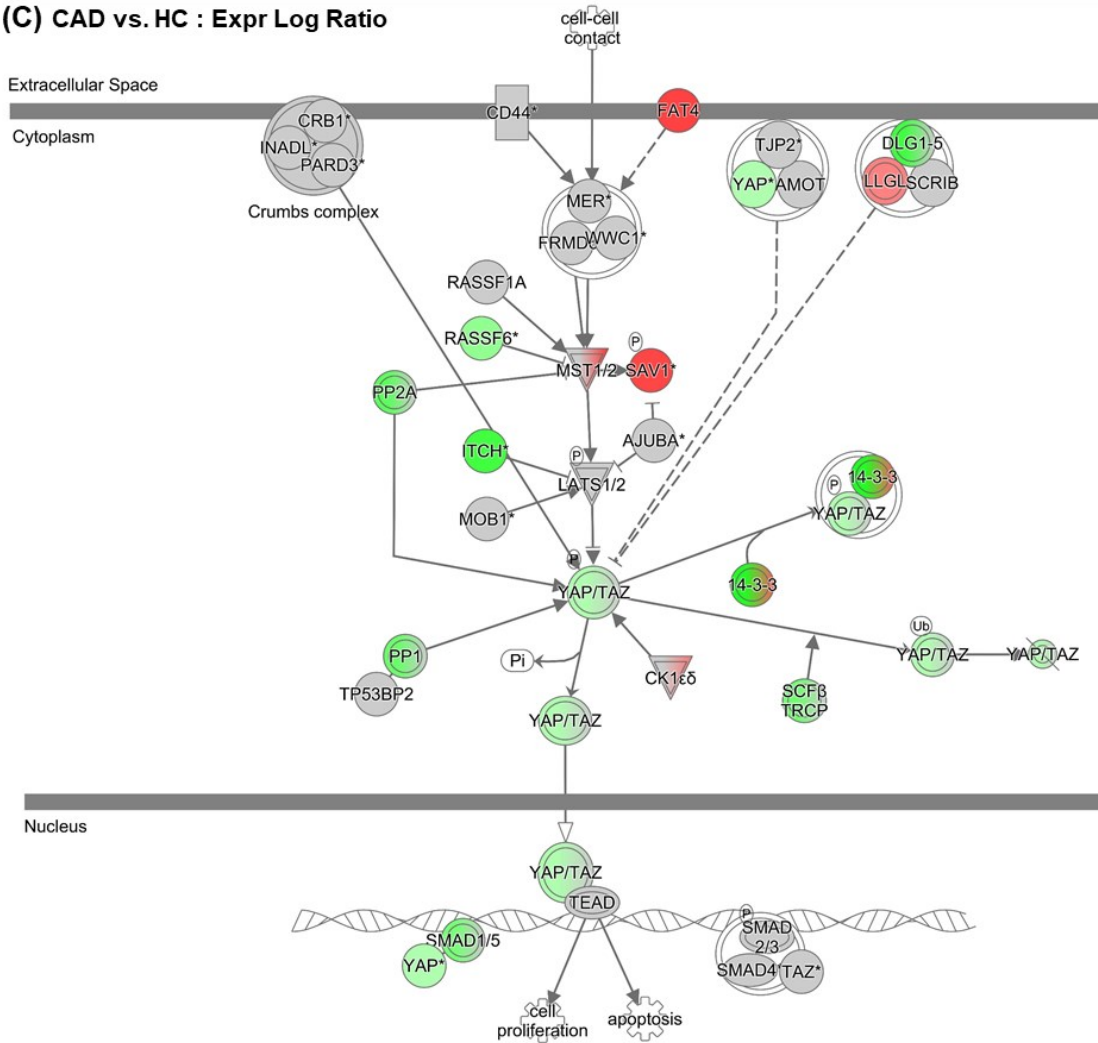 (C) CAD vs. HC : Expr Log Ratio
cell-cell
contact
Extracellular Space
Cytoplasm
CRB1*
INADL*
PARD3*
Crumbs complex
CD44*
FAT4
TJP2*
YAP*
AMOT
DLG1-5
LLGL
SCRIB
MER*
WWC1*
RASSF1A
RASSF6*
P
MST1/2
SAV1*
PP2A
ITCH*
AJUBA*
P
LATS1/2
MOB1*
14-3-3
P
YAP/TAZ
P
YAP/TAZ
14-3-3
PP1
TP53BP2
Pi
CK1εδ
Ub
YAP/TAZ
YAP/TAZ
SCFβ
TRCP
YAP/TAZ
Nucleus
YAP/TAZ
TEAD
SMAD1/5
YAP*
P
SMAD
2/3
SMAD4*
TAZ*
cell
proliferation
apoptosis